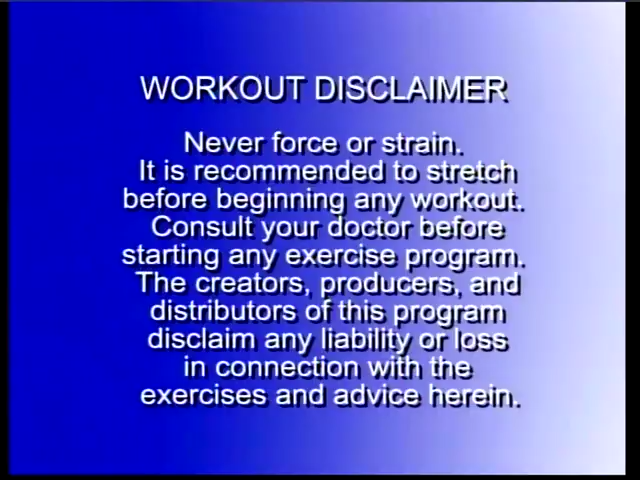 WORKOUT DISCLAIMER
Never force or strain.
It is recommended to stretch
before beginning any workout.
Consult your doctor before
starting any exercise program.
The creators, producers, and
distributors of this program
disclaim any liability or loss
in connection with the
exercises and advice herein.